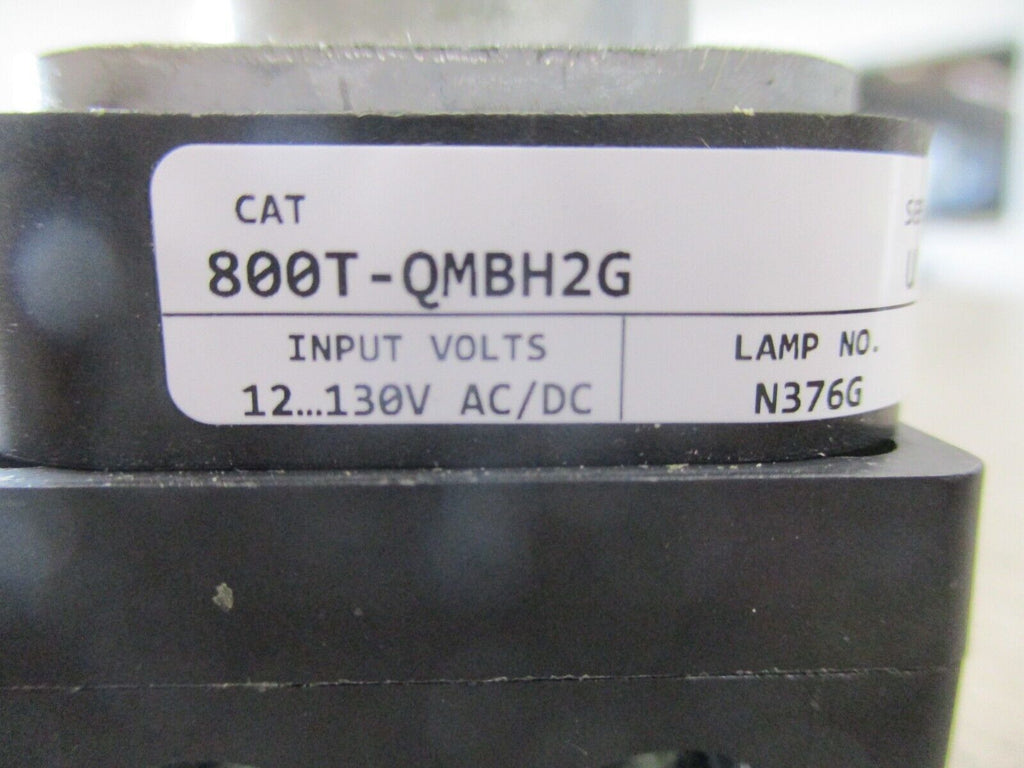 CAT
800T-QMBH2G
INPUT VOLTS
12...130V AC/DC
LAMP NO.
N376G